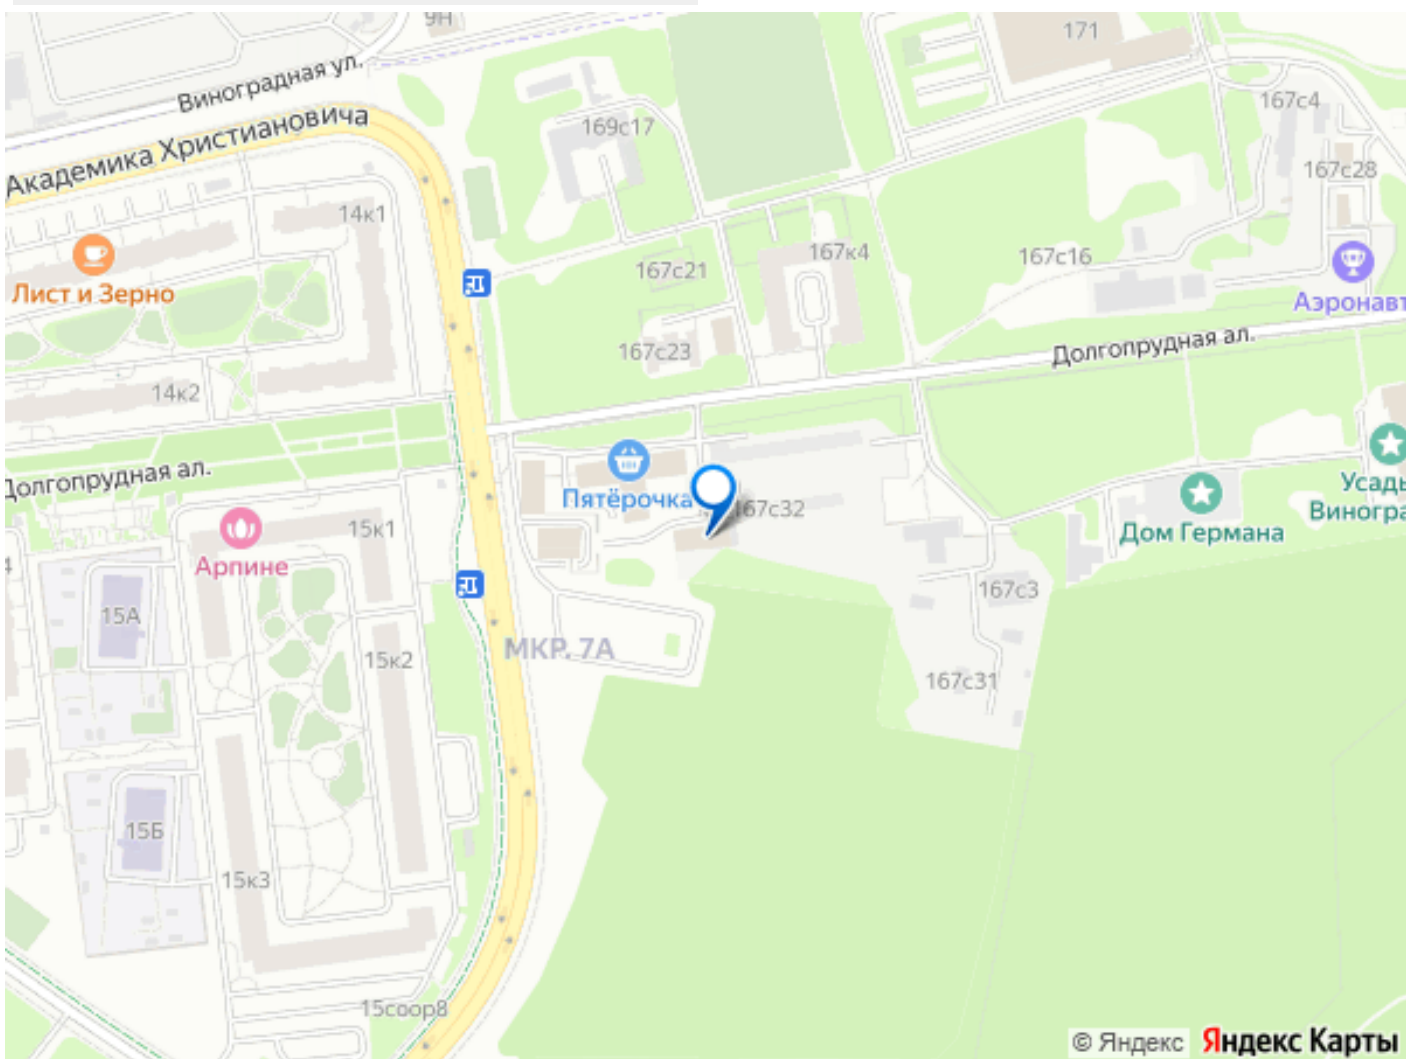 9Н
171
Виноградная ул.
167с4
169с17
Академика Христиановича
167с28
14к1
167к4
167с21
167с16
Лист и Зерно
Аэронавт
167с23
Долгопрудная ал.
14к2
Долгопрудная ал.
Пятёрочка
167с32
Усадь
Виногра
15к1
Дом Германа
Арпине
4
167с3
15А
МКР. 7А
15к2
167с31
15Б
15к3
15соор8
© Яндекс Яндекс Карты